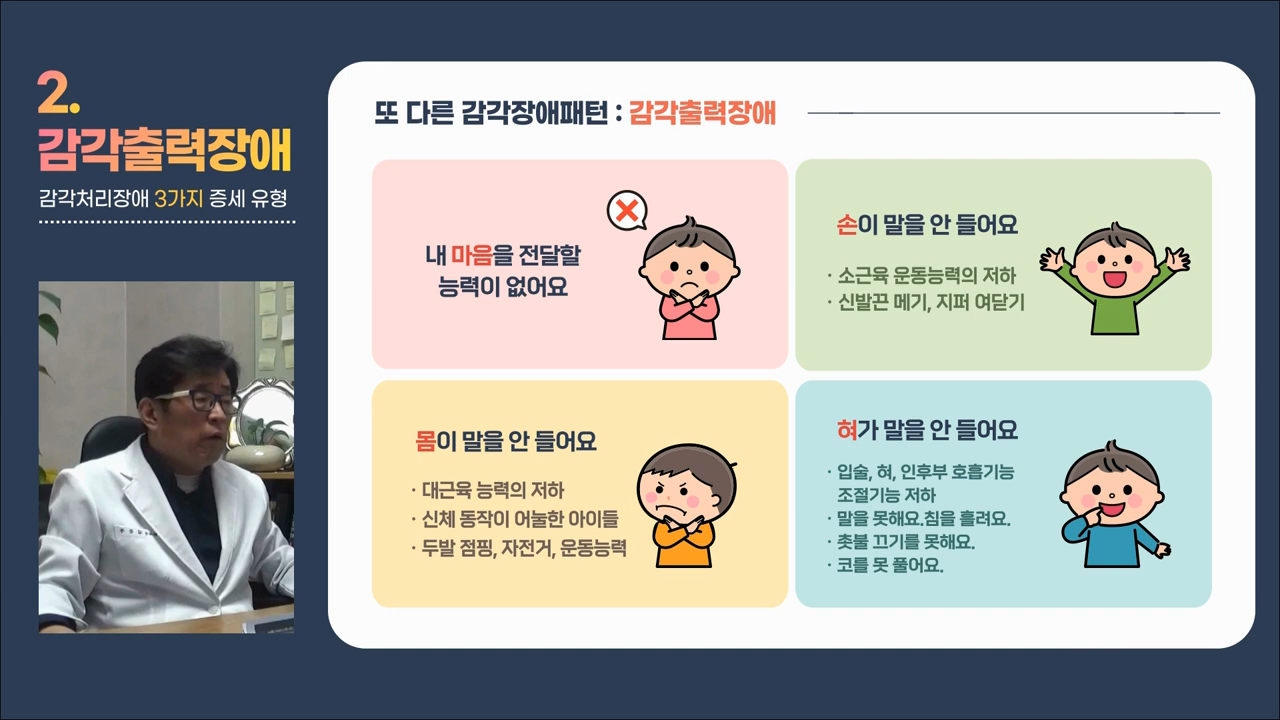 2.
감각출력장애
감각처리장애 3가지 증세 유형
또 다른 감각장애패턴 : 감각출력장애
내 마음을 전달할
능력이 없어요
손이 말을 안 들어요
· 소근육 운동능력의 저하
· 신발끈 메기, 지퍼 여닫기
몸이 말을 안 들어요
· 대근육 능력의 저하
· 신체 동작이 어눌한 아이들
· 두발 점핑, 자전거, 운동능력
혀가 말을 안 들어요
· 입술, 혀, 인후부 호흡기능
조절기능 저하
· 말을 못해요.침을 흘려요.
· 촛불 끄기를 못해요.
· 코를 못 풀어요.